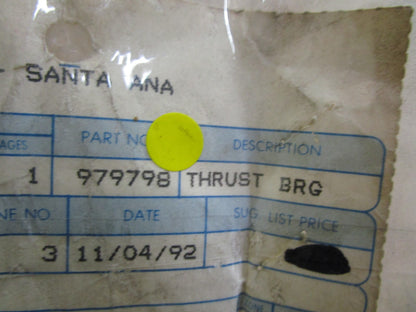 SANTA ANA
PART NO. DESCRIPTION
AGES
1 979798 THRUST BRG
NE NO. DATE SUG. LIST PRICE
3 11/04/92